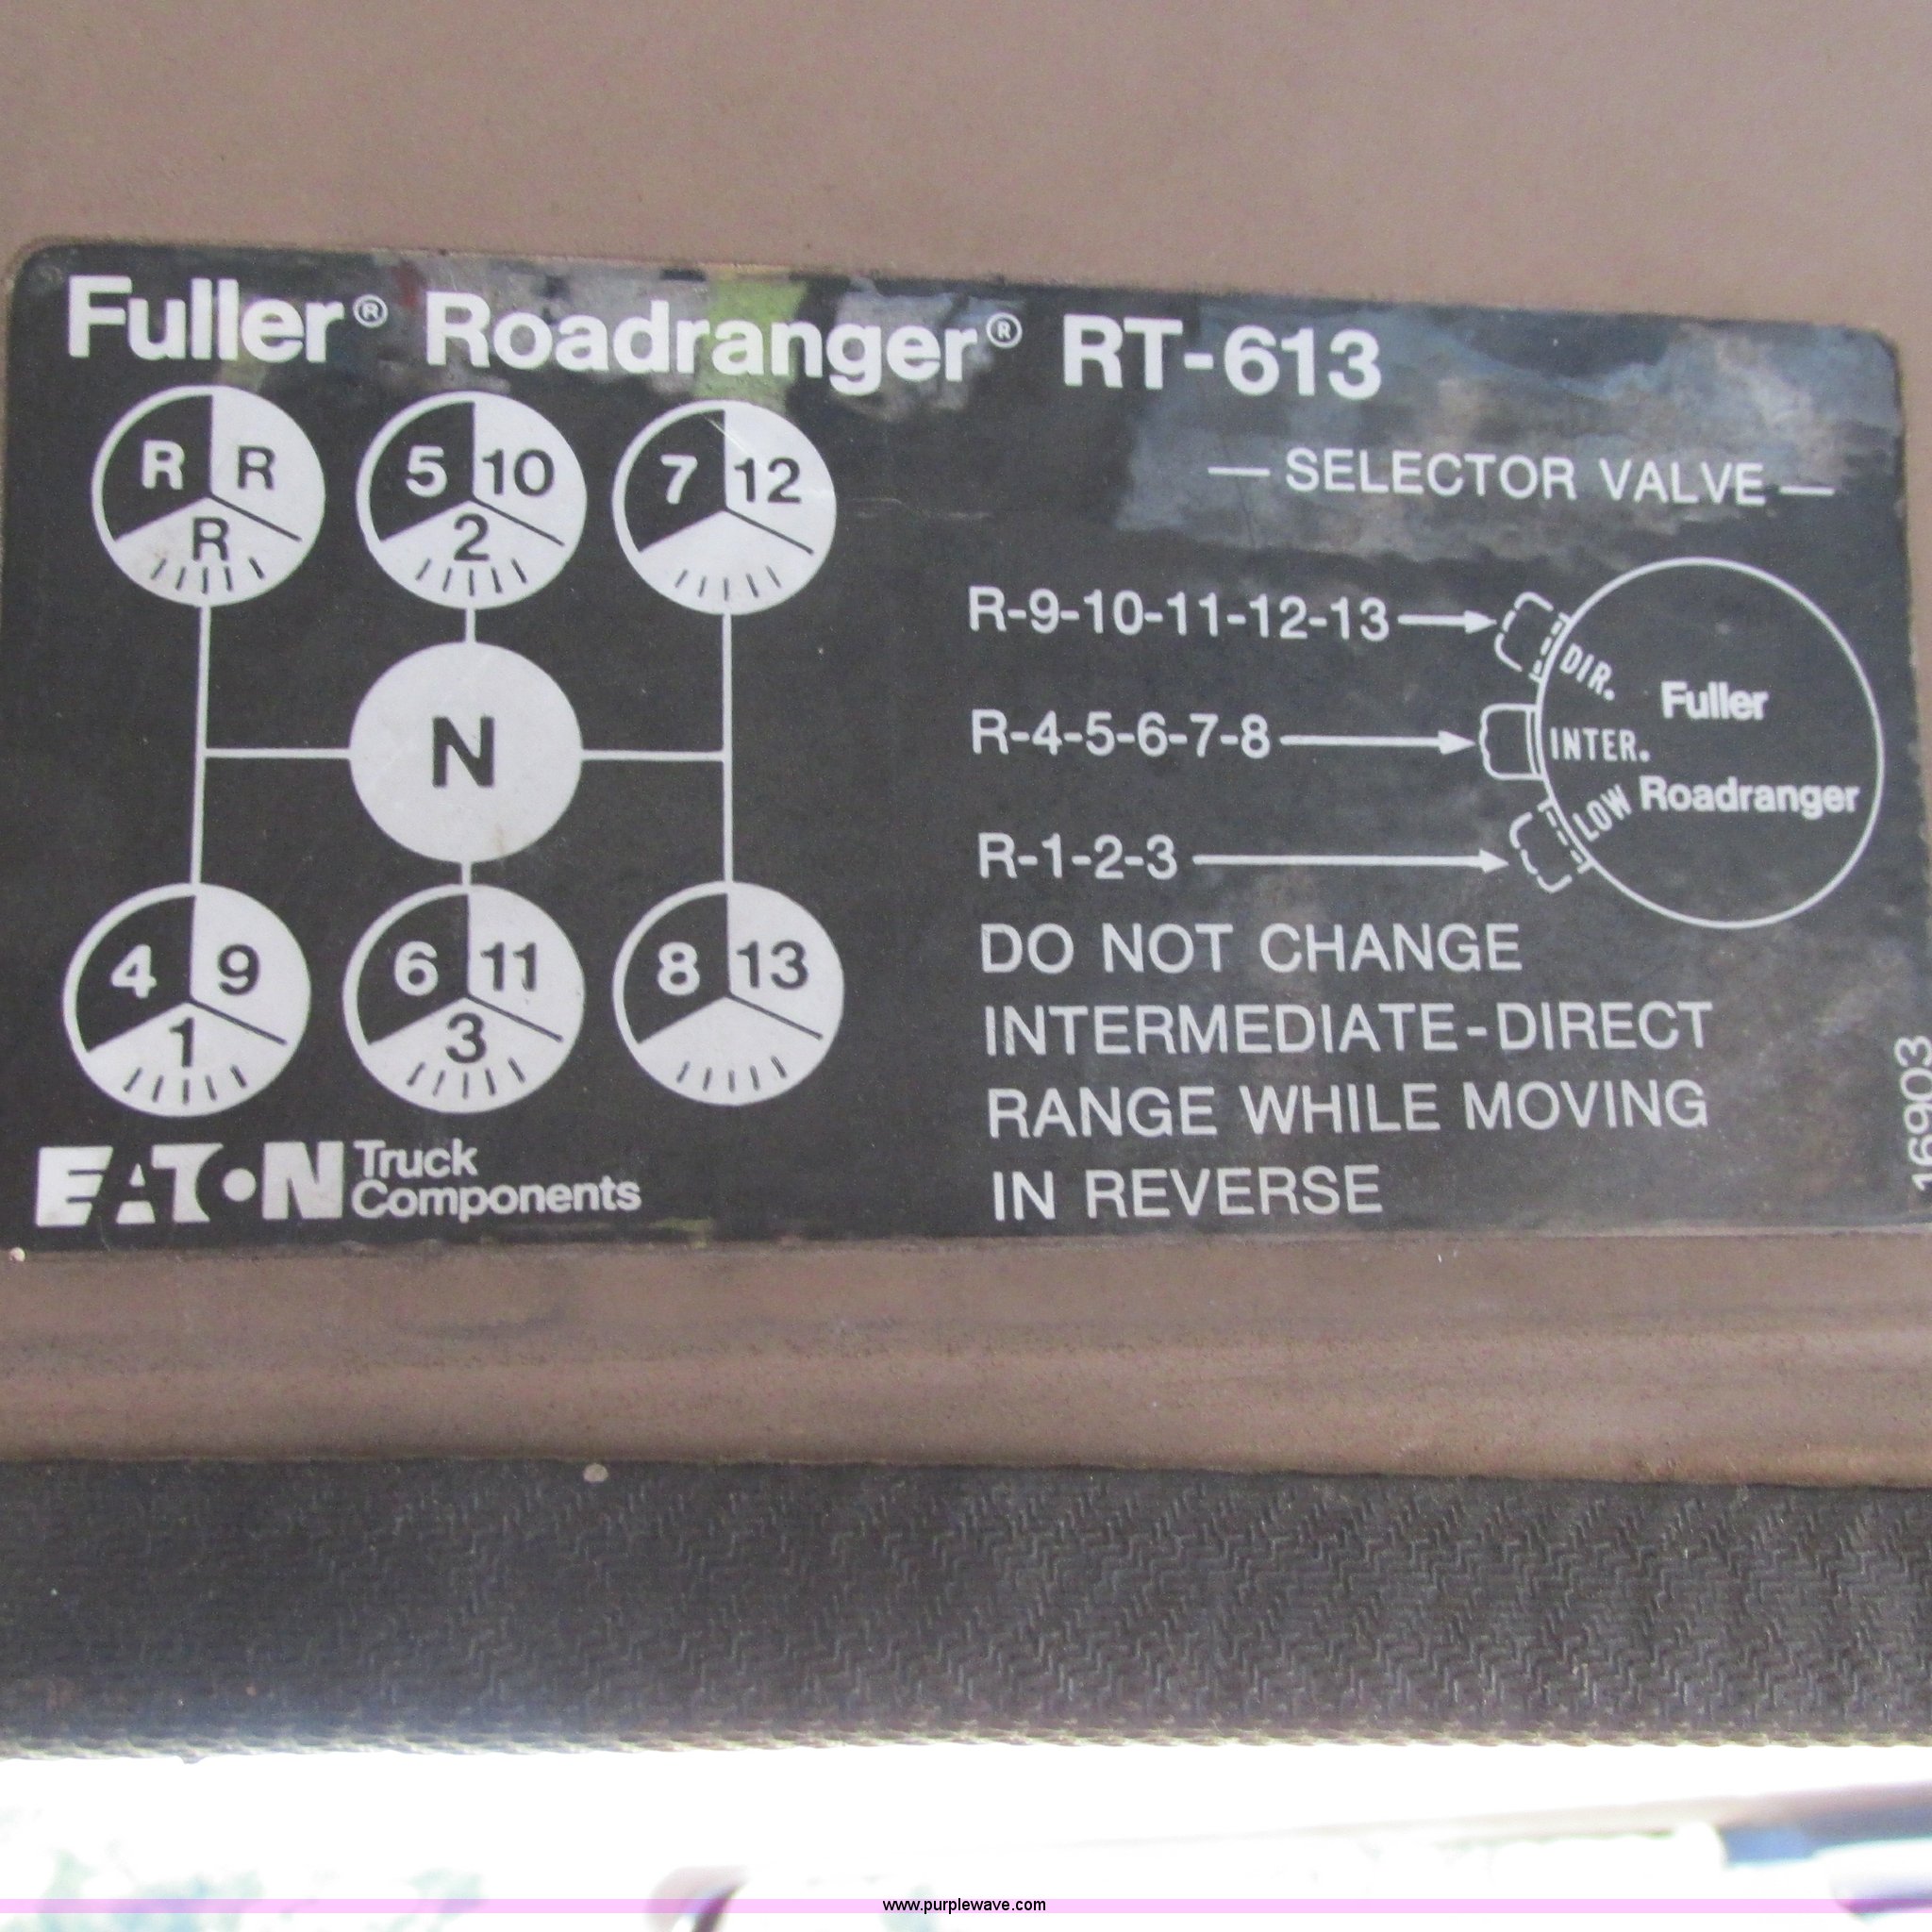 Fuller® Roadranger® RT-613
R R R
5 10 2
7 12
N
4 9 1
6 11 3
8 13
EATON Truck
Components
— SELECTOR VALVE —
R-9-10-11-12-13
R-4-5-6-7-8
R-1-2-3
DIR.
INTER.
LOW
Fuller
Roadranger
DO NOT CHANGE
INTERMEDIATE-DIRECT
RANGE WHILE MOVING
IN REVERSE
16903
www.purplewave.com